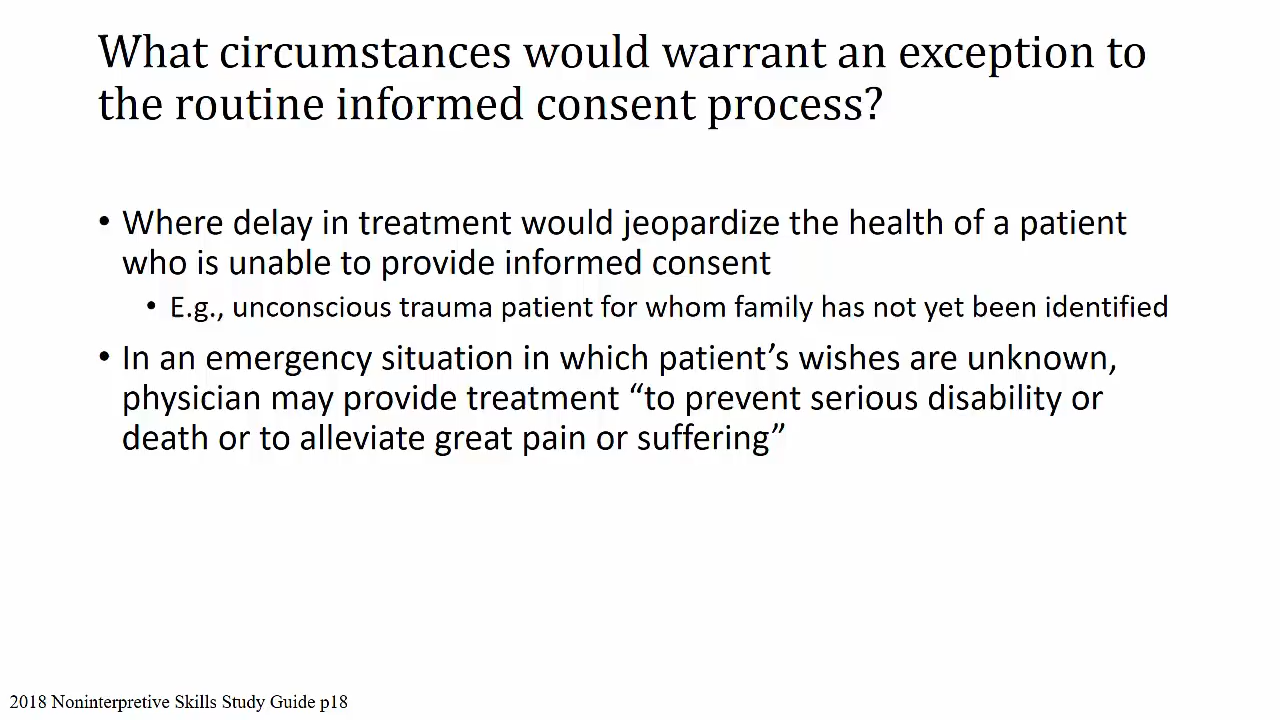 What circumstances would warrant an exception to
the routine informed consent process?
• Where delay in treatment would jeopardize the health of a patient
who is unable to provide informed consent
• E.g., unconscious trauma patient for whom family has not yet been identified
• In an emergency situation in which patient’s wishes are unknown,
physician may provide treatment “to prevent serious disability or
death or to alleviate great pain or suffering”
2018 Noninterpretive Skills Study Guide p18